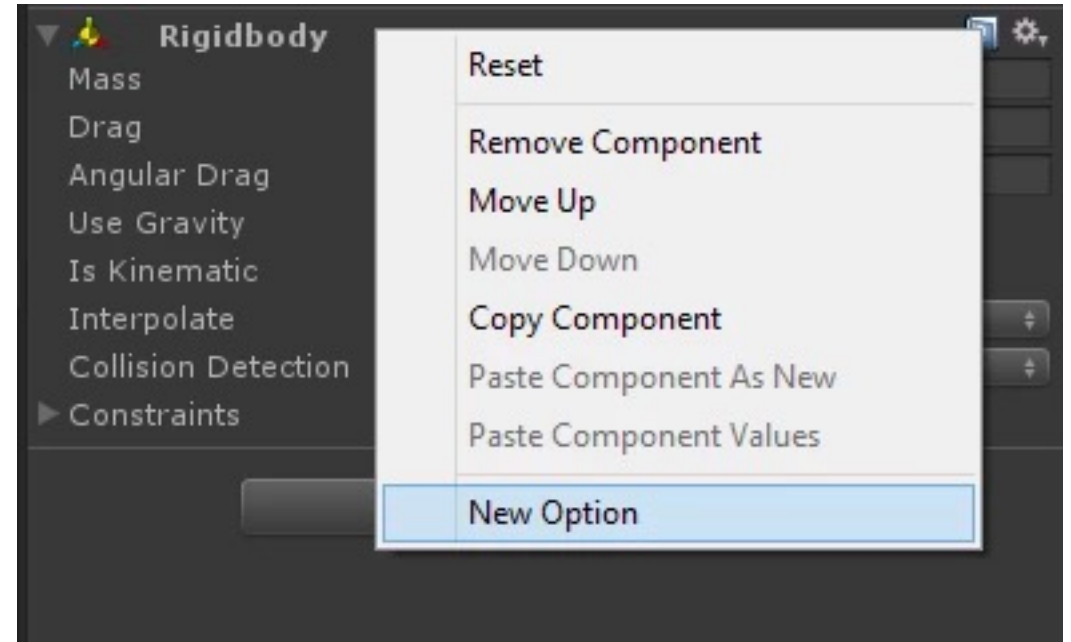 Rigidbody
Mass
Drag
Angular Drag
Use Gravity
Is Kinematic
Interpolate
Collision Detection
Constraints
Reset
Remove Component
Move Up
Move Down
Copy Component
Paste Component As New
Paste Component Values
New Option